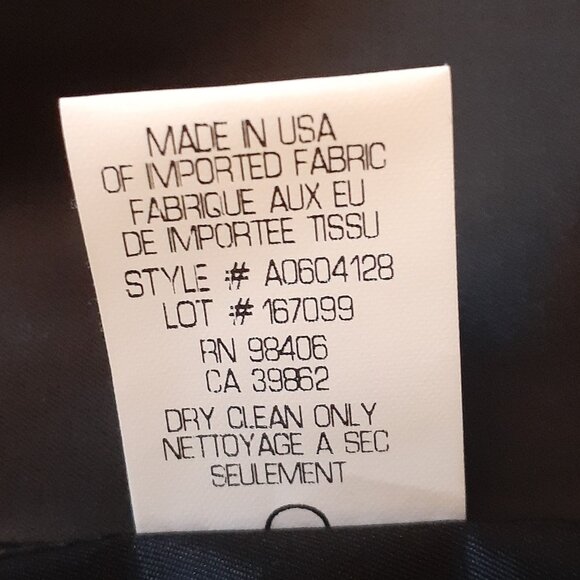 MADE IN USA
OF IMPORTED FABRIC
FABRIQUE AUX EU
DE IMPORTEE TISSU
STYLE # A0604128
LOT # 167099
RN 98406
CA 39862
DRY CLEAN ONLY
NETTOYAGE A SEC
SEULEMENT